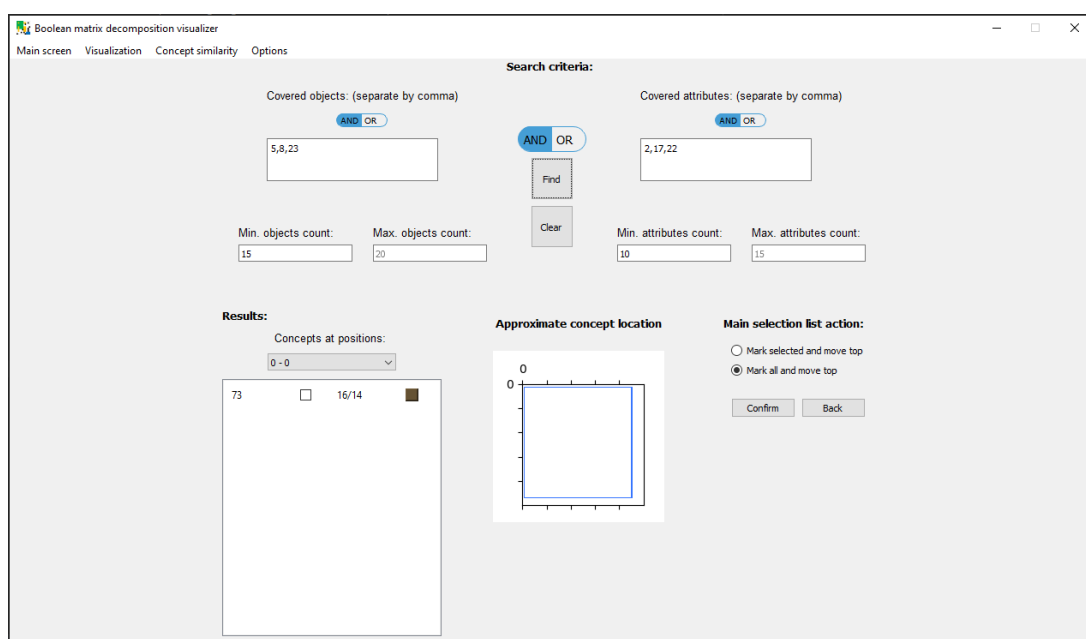 Boolean matrix decomposition visualizer
Main screen Visualization Concept similarity Options
Search criteria:
Covered objects: (separate by comma)
AND OR
5,8,23
AND OR
Find
Clear
Covered attributes: (separate by comma)
AND OR
2,17,22
Min. objects count: Max. objects count:
15 20
Min. attributes count: Max. attributes count:
10 15
Results:
Concepts at positions:
0 - 0
73 16/14
Approximate concept location
0
0
Main selection list action:
Mark selected and move top
Mark all and move top
Confirm Back